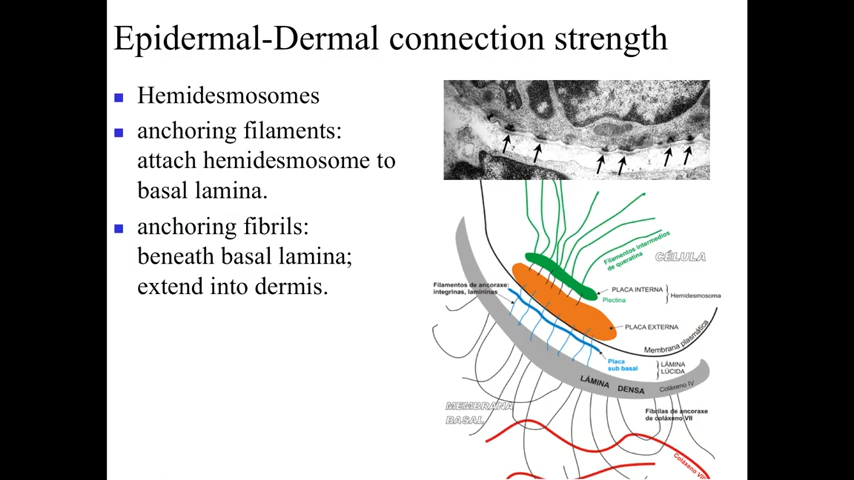 Epidermal-Dermal connection strength
Hemidesmosomes
anchoring filaments:
attach hemidesmosome to
basal lamina.
anchoring fibrils:
beneath basal lamina;
extend into dermis.
Filamentos intermedios
de queratina
CÉLULA
Filamentos de ancoraxe:
integrinas, lamininas
PLACA INTERNA
Plectina
Hemidesmosoma
PLACA EXTERNA
Membrana plasmática
Placa
sub basal
LÁMINA
LÚCIDA
LÁMINA DENSA
Coláxeno IV
MEMBRANA
BASAL
Fibrilas de ancoraxe
de coláxeno VII